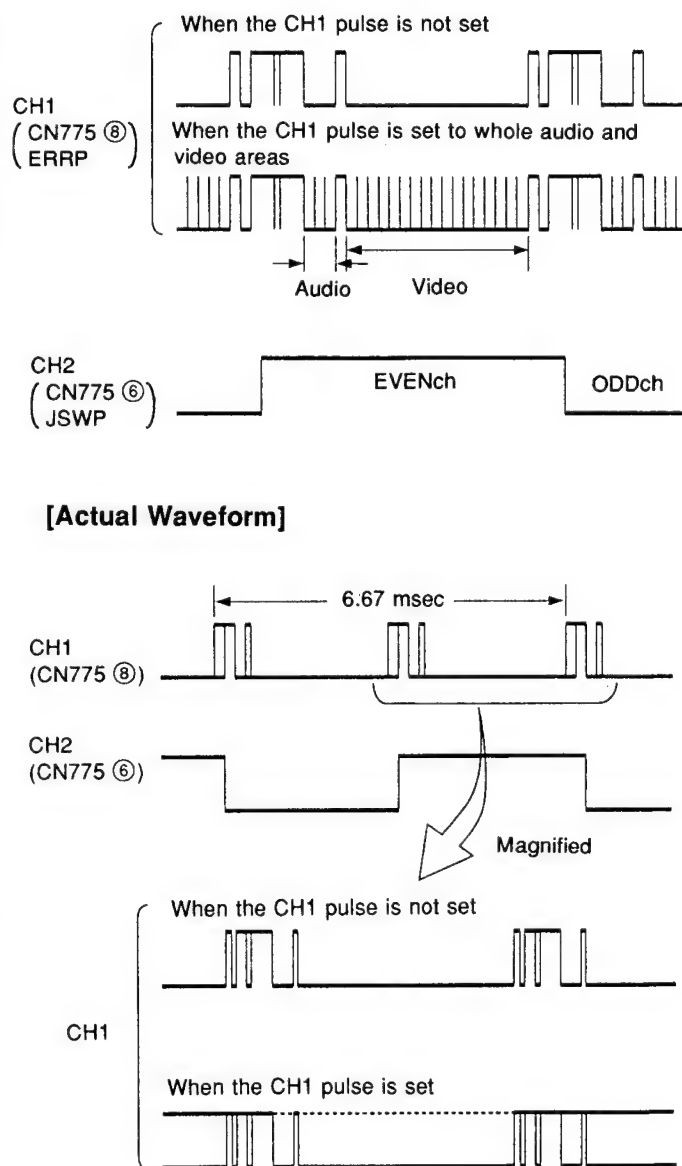 When the CH1 pulse is not set
CH1
(CN775 ⑧
ERRP)
When the CH1 pulse is set to whole audio and
video areas
Audio
Video
CH2
(CN775 ⑥
JSWP)
EVENch
ODDch
[Actual Waveform]
6.67 msec
CH1
(CN775 ⑧)
CH2
(CN775 ⑥)
Magnified
When the CH1 pulse is not set
CH1
When the CH1 pulse is set